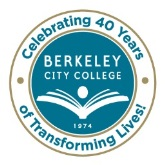 Celebrating 40 Years
BERKELEY
CITY COLLEGE
1974
of Transforming Lives!